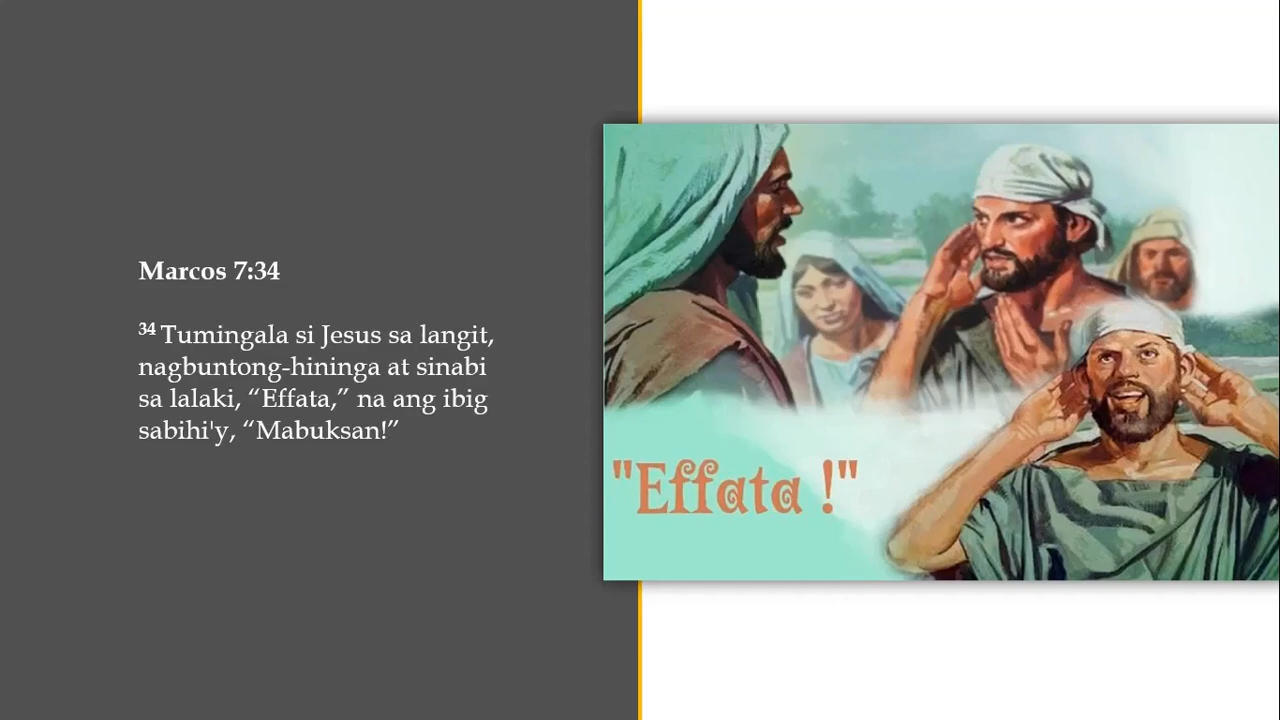 Marcos 7:34
34 Tumingala si Jesus sa langit,
nagbuntong-hininga at sinabi
sa lalaki, “Effata,” na ang ibig
sabihi'y, “Mabuksan!”
"Effata !"